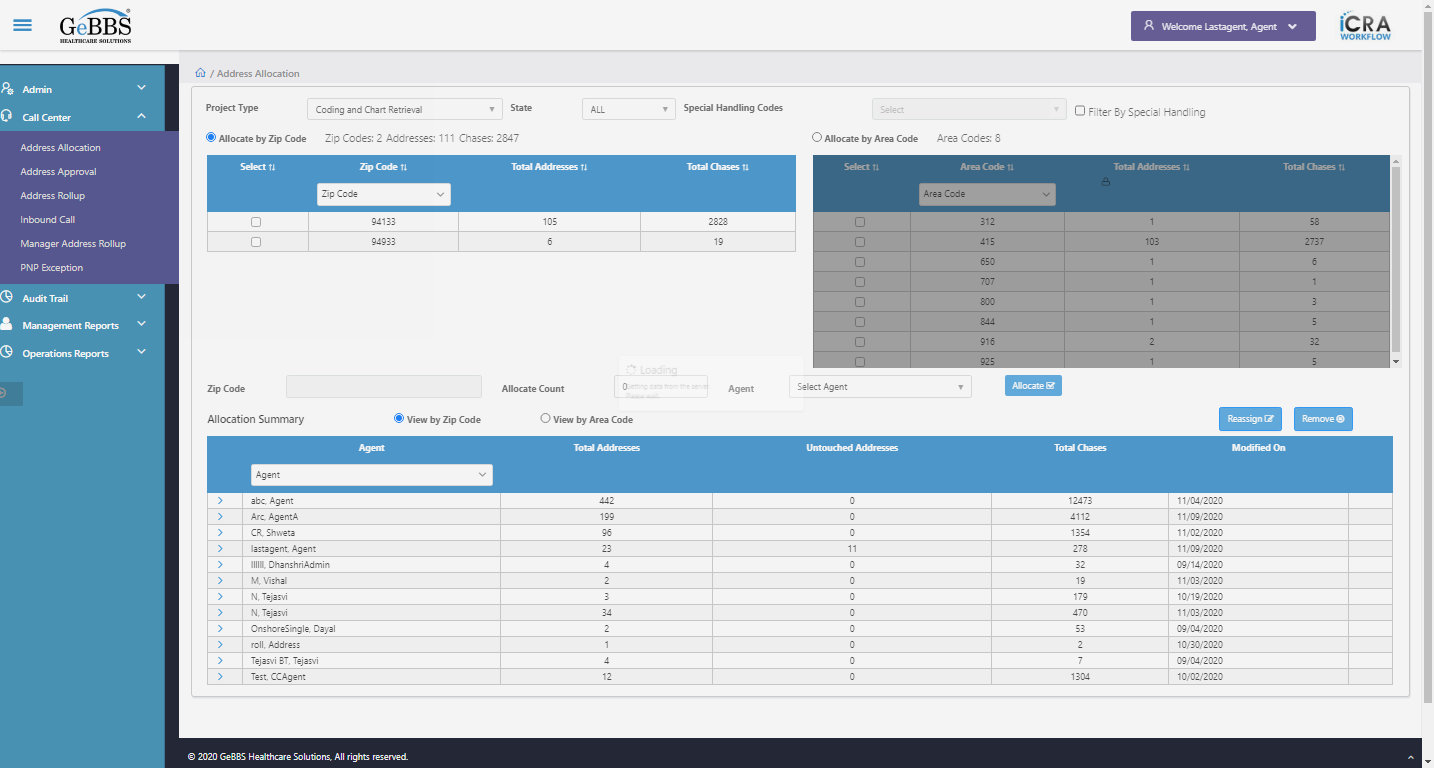 GeBBS
HEALTHCARE SOLUTIONS
Welcome Lastagent, Agent
iCRA
WORKFLOW
Admin
Call Center
Address Allocation
Address Approval
Address Rollup
Inbound Call
Manager Address Rollup
PNP Exception
Audit Trail
Management Reports
Operations Reports
/ Address Allocation
Project Type Coding and Chart Retrieval State ALL Special Handling Codes Select Filter By Special Handling
Allocate by Zip Code Zip Codes: 2 Addresses: 111 Chases: 2847
Select Zip Code Total Addresses Total Chases
Zip Code
94133 105 2828
94933 6 19
Allocate by Area Code Area Codes: 8
Select Area Code Total Addresses Total Chases
Area Code
312 1 58
415 103 2737
650 1 6
707 1 1
800 1 3
844 1 5
916 2 32
925 1 5
Loading
Getting data from the server
Please wait..
Zip Code Allocate Count 0 Agent Select Agent Allocate
Allocation Summary View by Zip Code View by Area Code Reassign Remove
Agent Total Addresses Untouched Addresses Total Chases Modified On
Agent
abc, Agent 442 0 12473 11/04/2020
Arc, AgentA 199 0 4112 11/09/2020
CR, Shweta 96 0 1354 11/02/2020
lastagent, Agent 23 11 278 11/09/2020
DhanshriAdmin 4 0 32 09/14/2020
M, Vishal 2 0 19 11/03/2020
N, Tejasvi 3 0 179 10/19/2020
N, Tejasvi 34 0 470 11/03/2020
OnshoreSingle, Dayal 2 0 53 09/04/2020
roll, Address 1 0 2 10/30/2020
Tejasvi BT, Tejasvi 4 0 7 09/04/2020
Test, CCAgent 12 0 1304 10/02/2020
© 2020 GeBBS Healthcare Solutions, All rights reserved.